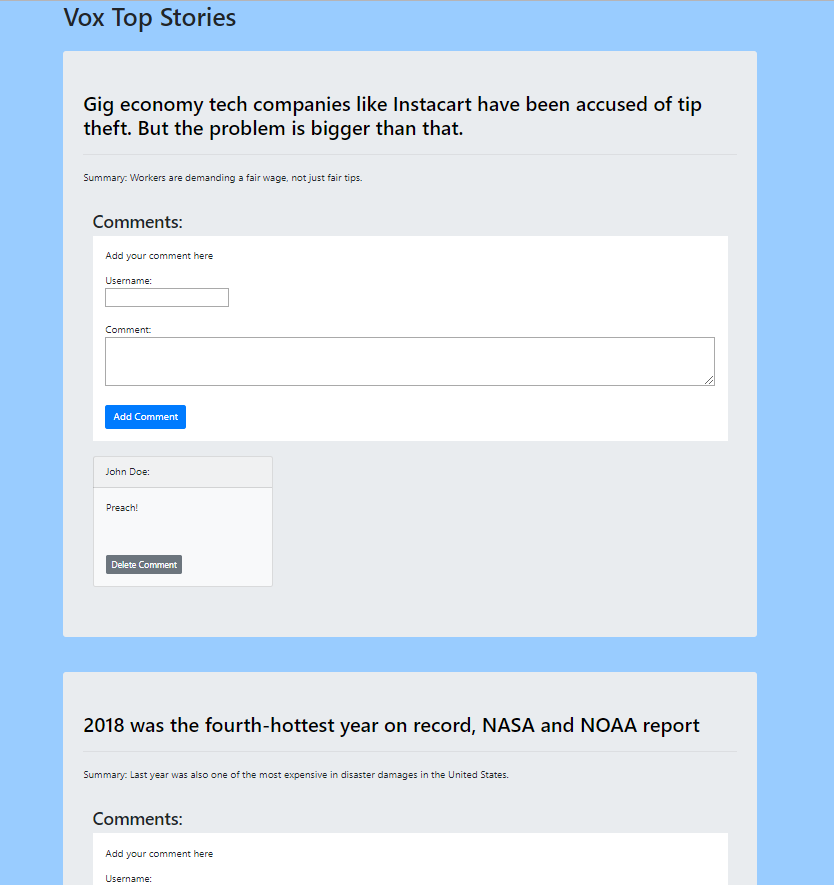 Vox Top Stories
Gig economy tech companies like Instacart have been accused of tip
theft. But the problem is bigger than that.
Summary: Workers are demanding a fair wage, not just fair tips.
Comments:
Add your comment here
Username:
Comment:
Add Comment
John Doe:
Preach!
Delete Comment
2018 was the fourth-hottest year on record, NASA and NOAA report
Summary: Last year was also one of the most expensive in disaster damages in the United States.
Comments:
Add your comment here
Username: